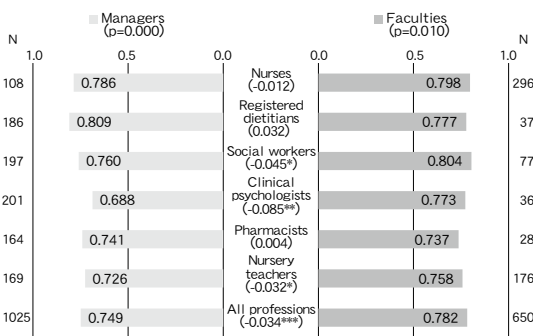 Managers
(p=0.000)
Faculties
(p=0.010)
N
N
1.0 0.5 0.0 0.0 0.5 1.0
108 0.786 Nurses 0.798 296
(-0.012)
Registered
186 0.809 dietitians 0.777 37
(0.032)
197 0.760 Social workers 0.804 77
(-0.045*)
Clinical
201 0.688 psychologists 0.773 36
(-0.085**)
164 0.741 Pharmacists 0.737 28
(0.004)
Nursery
169 0.726 teachers 0.758 176
(-0.032*)
1025 0.749 All professions 0.782 650
(-0.034***)